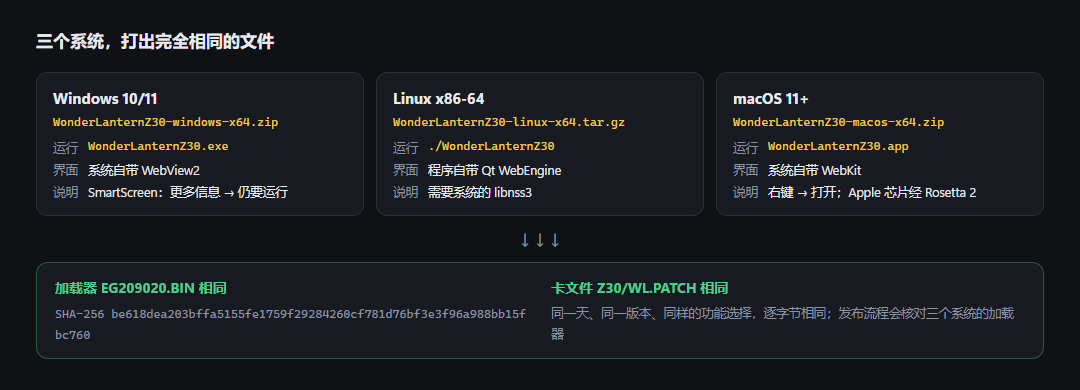 三个系统，打出完全相同的文件
Windows 10/11
WonderLanternZ30-windows-x64.zip
运行 WonderLanternZ30.exe
界面 系统自带 WebView2
说明 SmartScreen：更多信息 → 仍要运行
Linux x86-64
WonderLanternZ30-linux-x64.tar.gz
运行 ./WonderLanternZ30
界面 程序自带 Qt WebEngine
说明 需要系统的 libnss3
macOS 11+
WonderLanternZ30-macos-x64.zip
运行 WonderLanternZ30.app
界面 系统自带 WebKit
说明 右键 → 打开；Apple 芯片经 Rosetta 2
↓ ↓ ↓
加载器 EG209020.BIN 相同
SHA-256 be618dea203bffa5155fe1759f29284260cf781d76bf3e3f96a988bb15f
bc760
卡文件 Z30/WL.PATCH 相同
同一天、同一版本、同样的功能选择，逐字节相同；发布流程会核对三个系统的加载
器